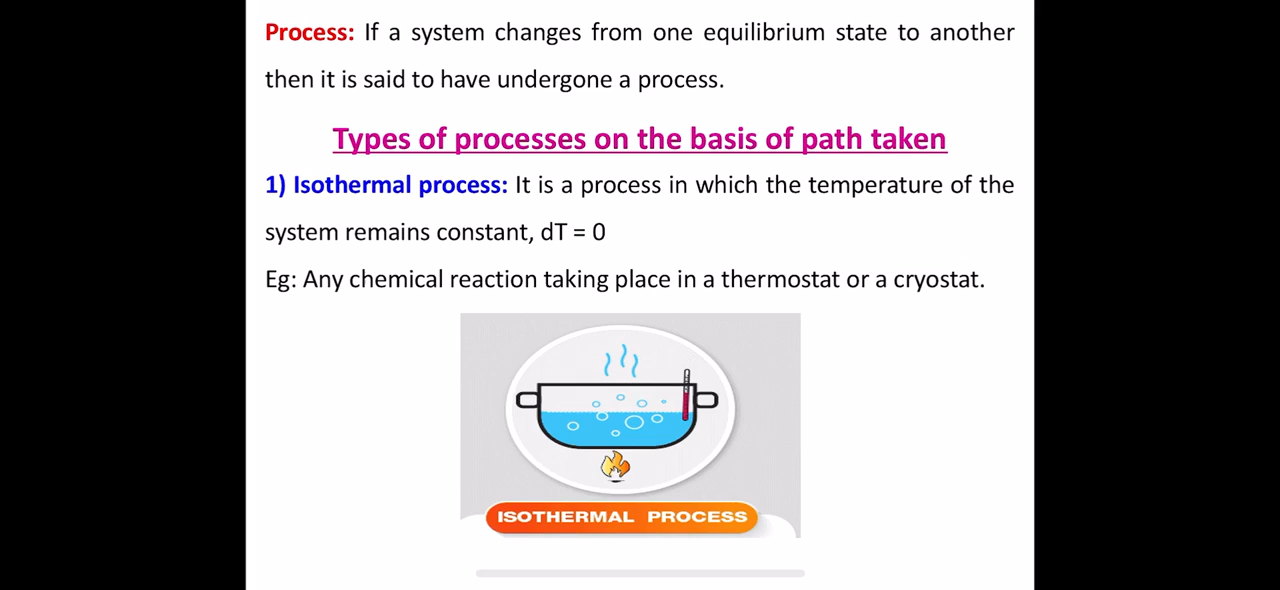 Process: If a system changes from one equilibrium state to another
then it is said to have undergone a process.
Types of processes on the basis of path taken
1) Isothermal process: It is a process in which the temperature of the
system remains constant, dT = 0
Eg: Any chemical reaction taking place in a thermostat or a cryostat.
ISOTHERMAL PROCESS